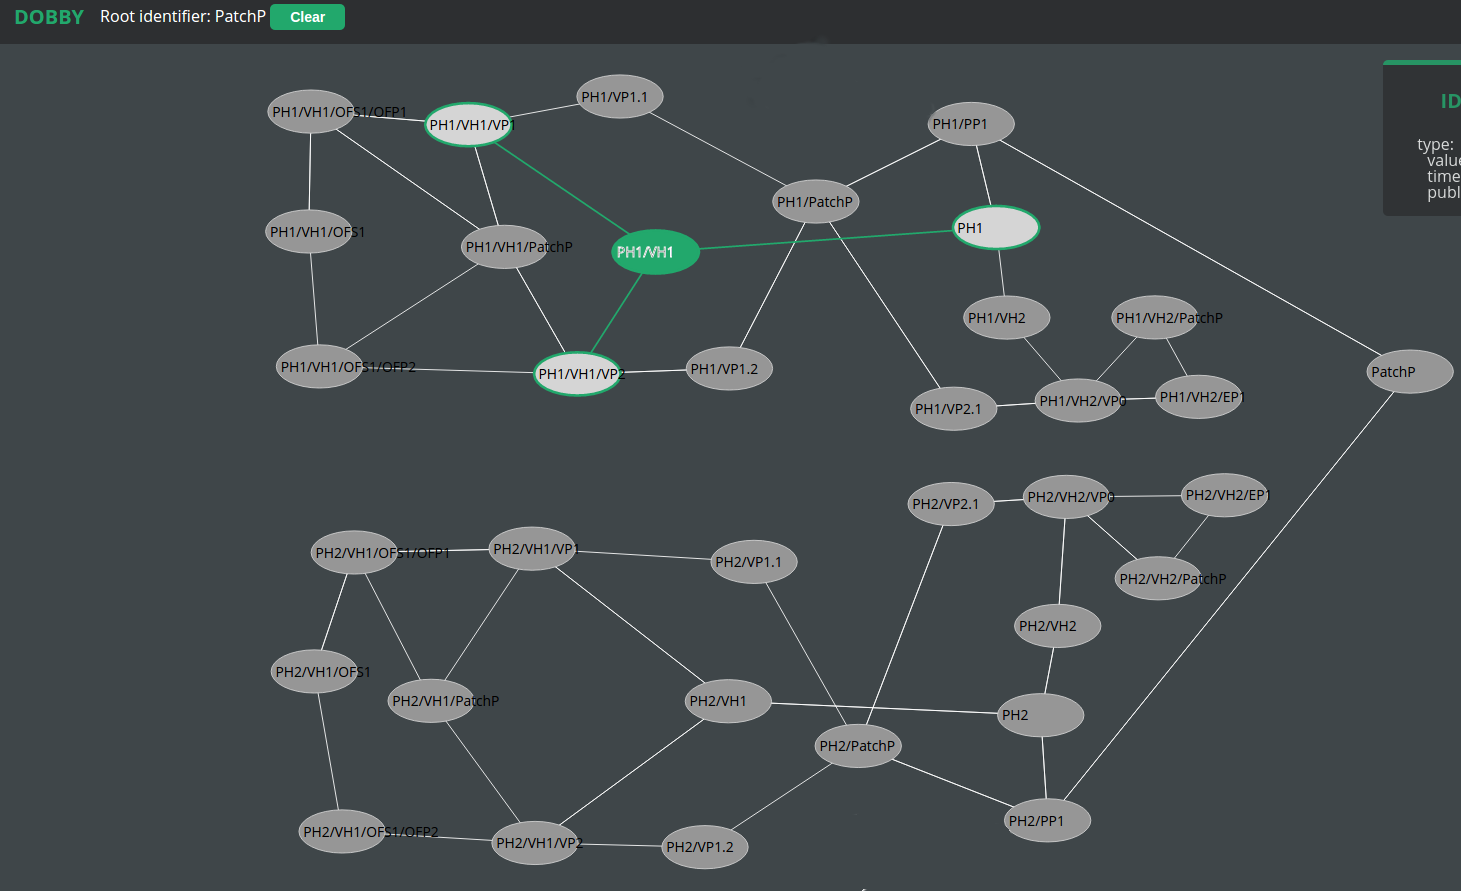 DOBBY Root identifier: PatchP Clear
ID
type:
value
time
publ
PH1/VP1.1
PH1/VH1/OFS1/OFP1
PH1/VH1/VP1
PH1/PP1
PH1/PatchP
PH1/VH1/OFS1
PH1/VH1/PatchP
PH1/VH1
PH1
PH1/VH2
PH1/VH2/PatchP
PH1/VH1/OFS1/OFP2
PH1/VH1/VP2
PH1/VP1.2
PatchP
PH1/VP2.1
PH1/VH2/VP0
PH1/VH2/EP1
PH2/VP2.1
PH2/VH2/VP0
PH2/VH2/EP1
PH2/VH1/OFS1/OFP1
PH2/VH1/VP1
PH2/VP1.1
PH2/VH2/PatchP
PH2/VH2
PH2/VH1/OFS1
PH2/VH1/PatchP
PH2/VH1
PH2
PH2/PatchP
PH2/PP1
PH2/VH1/OFS1/OFP2
PH2/VH1/VP2
PH2/VP1.2